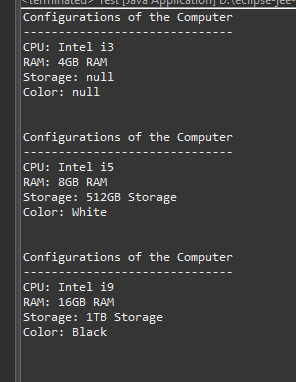 <terminated> Test [Java Application] D:\eclipse-jee-
Configurations of the Computer
------------------------------
CPU: Intel i3
RAM: 4GB RAM
Storage: null
Color: null
Configurations of the Computer
------------------------------
CPU: Intel i5
RAM: 8GB RAM
Storage: 512GB Storage
Color: White
Configurations of the Computer
------------------------------
CPU: Intel i9
RAM: 16GB RAM
Storage: 1TB Storage
Color: Black